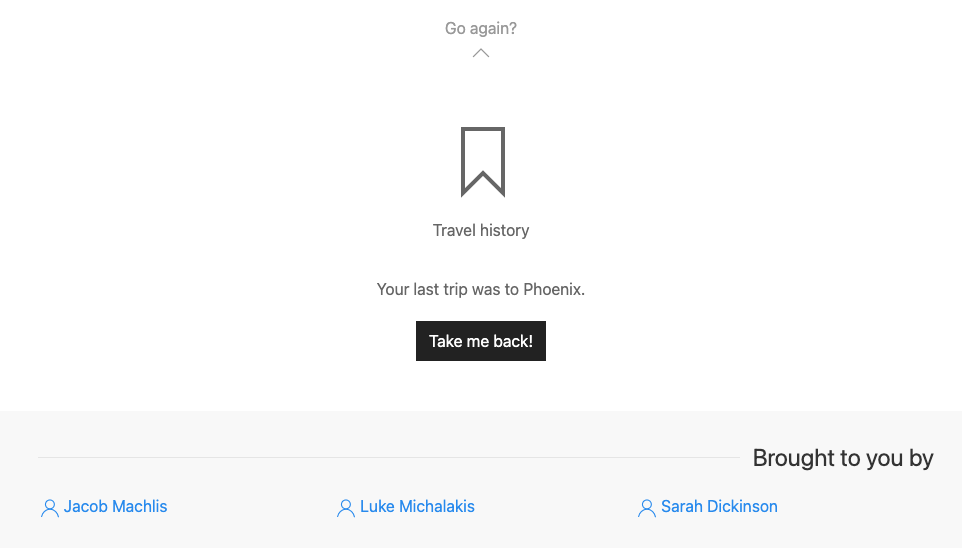 Go again?
Travel history
Your last trip was to Phoenix.
Take me back!
Brought to you by
Jacob Machlis
Luke Michalakis
Sarah Dickinson